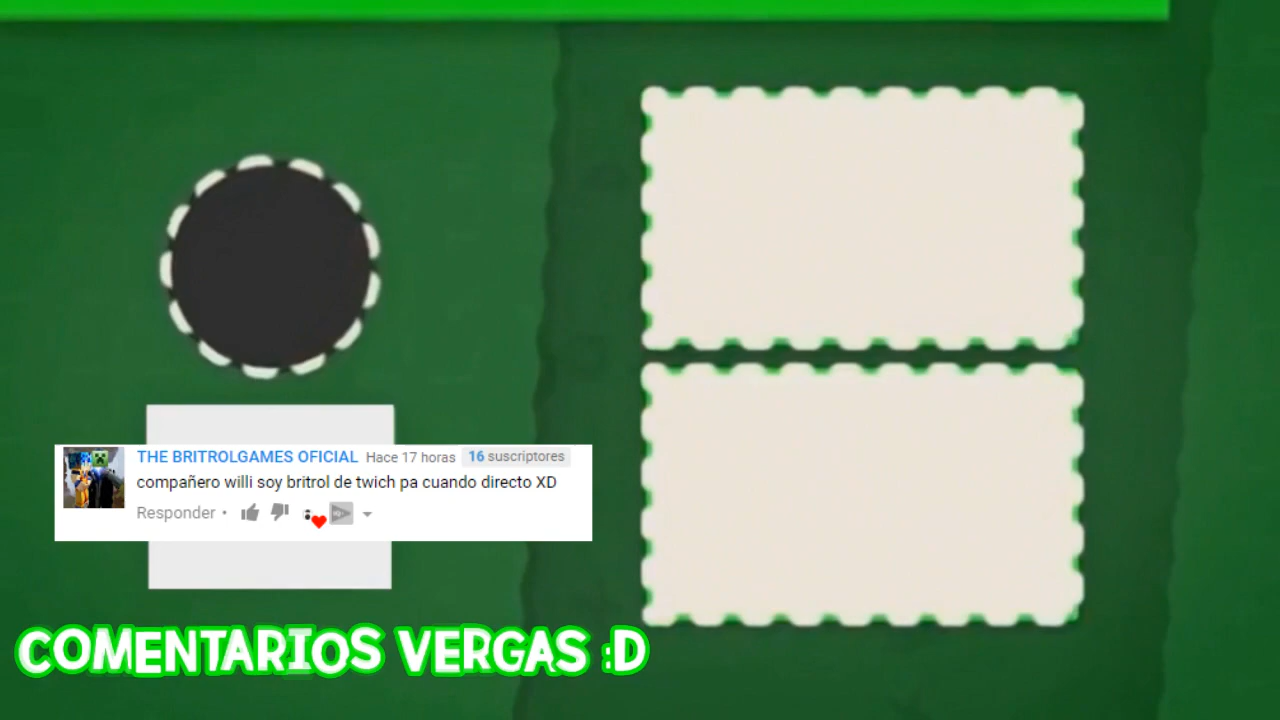 THE BRITROLGAMES OFICIAL Hace 17 horas 16 suscriptores
compañero willi soy britrol de twich pa cuando directo XD
Responder •
COMENTARIOS VERGAS :D